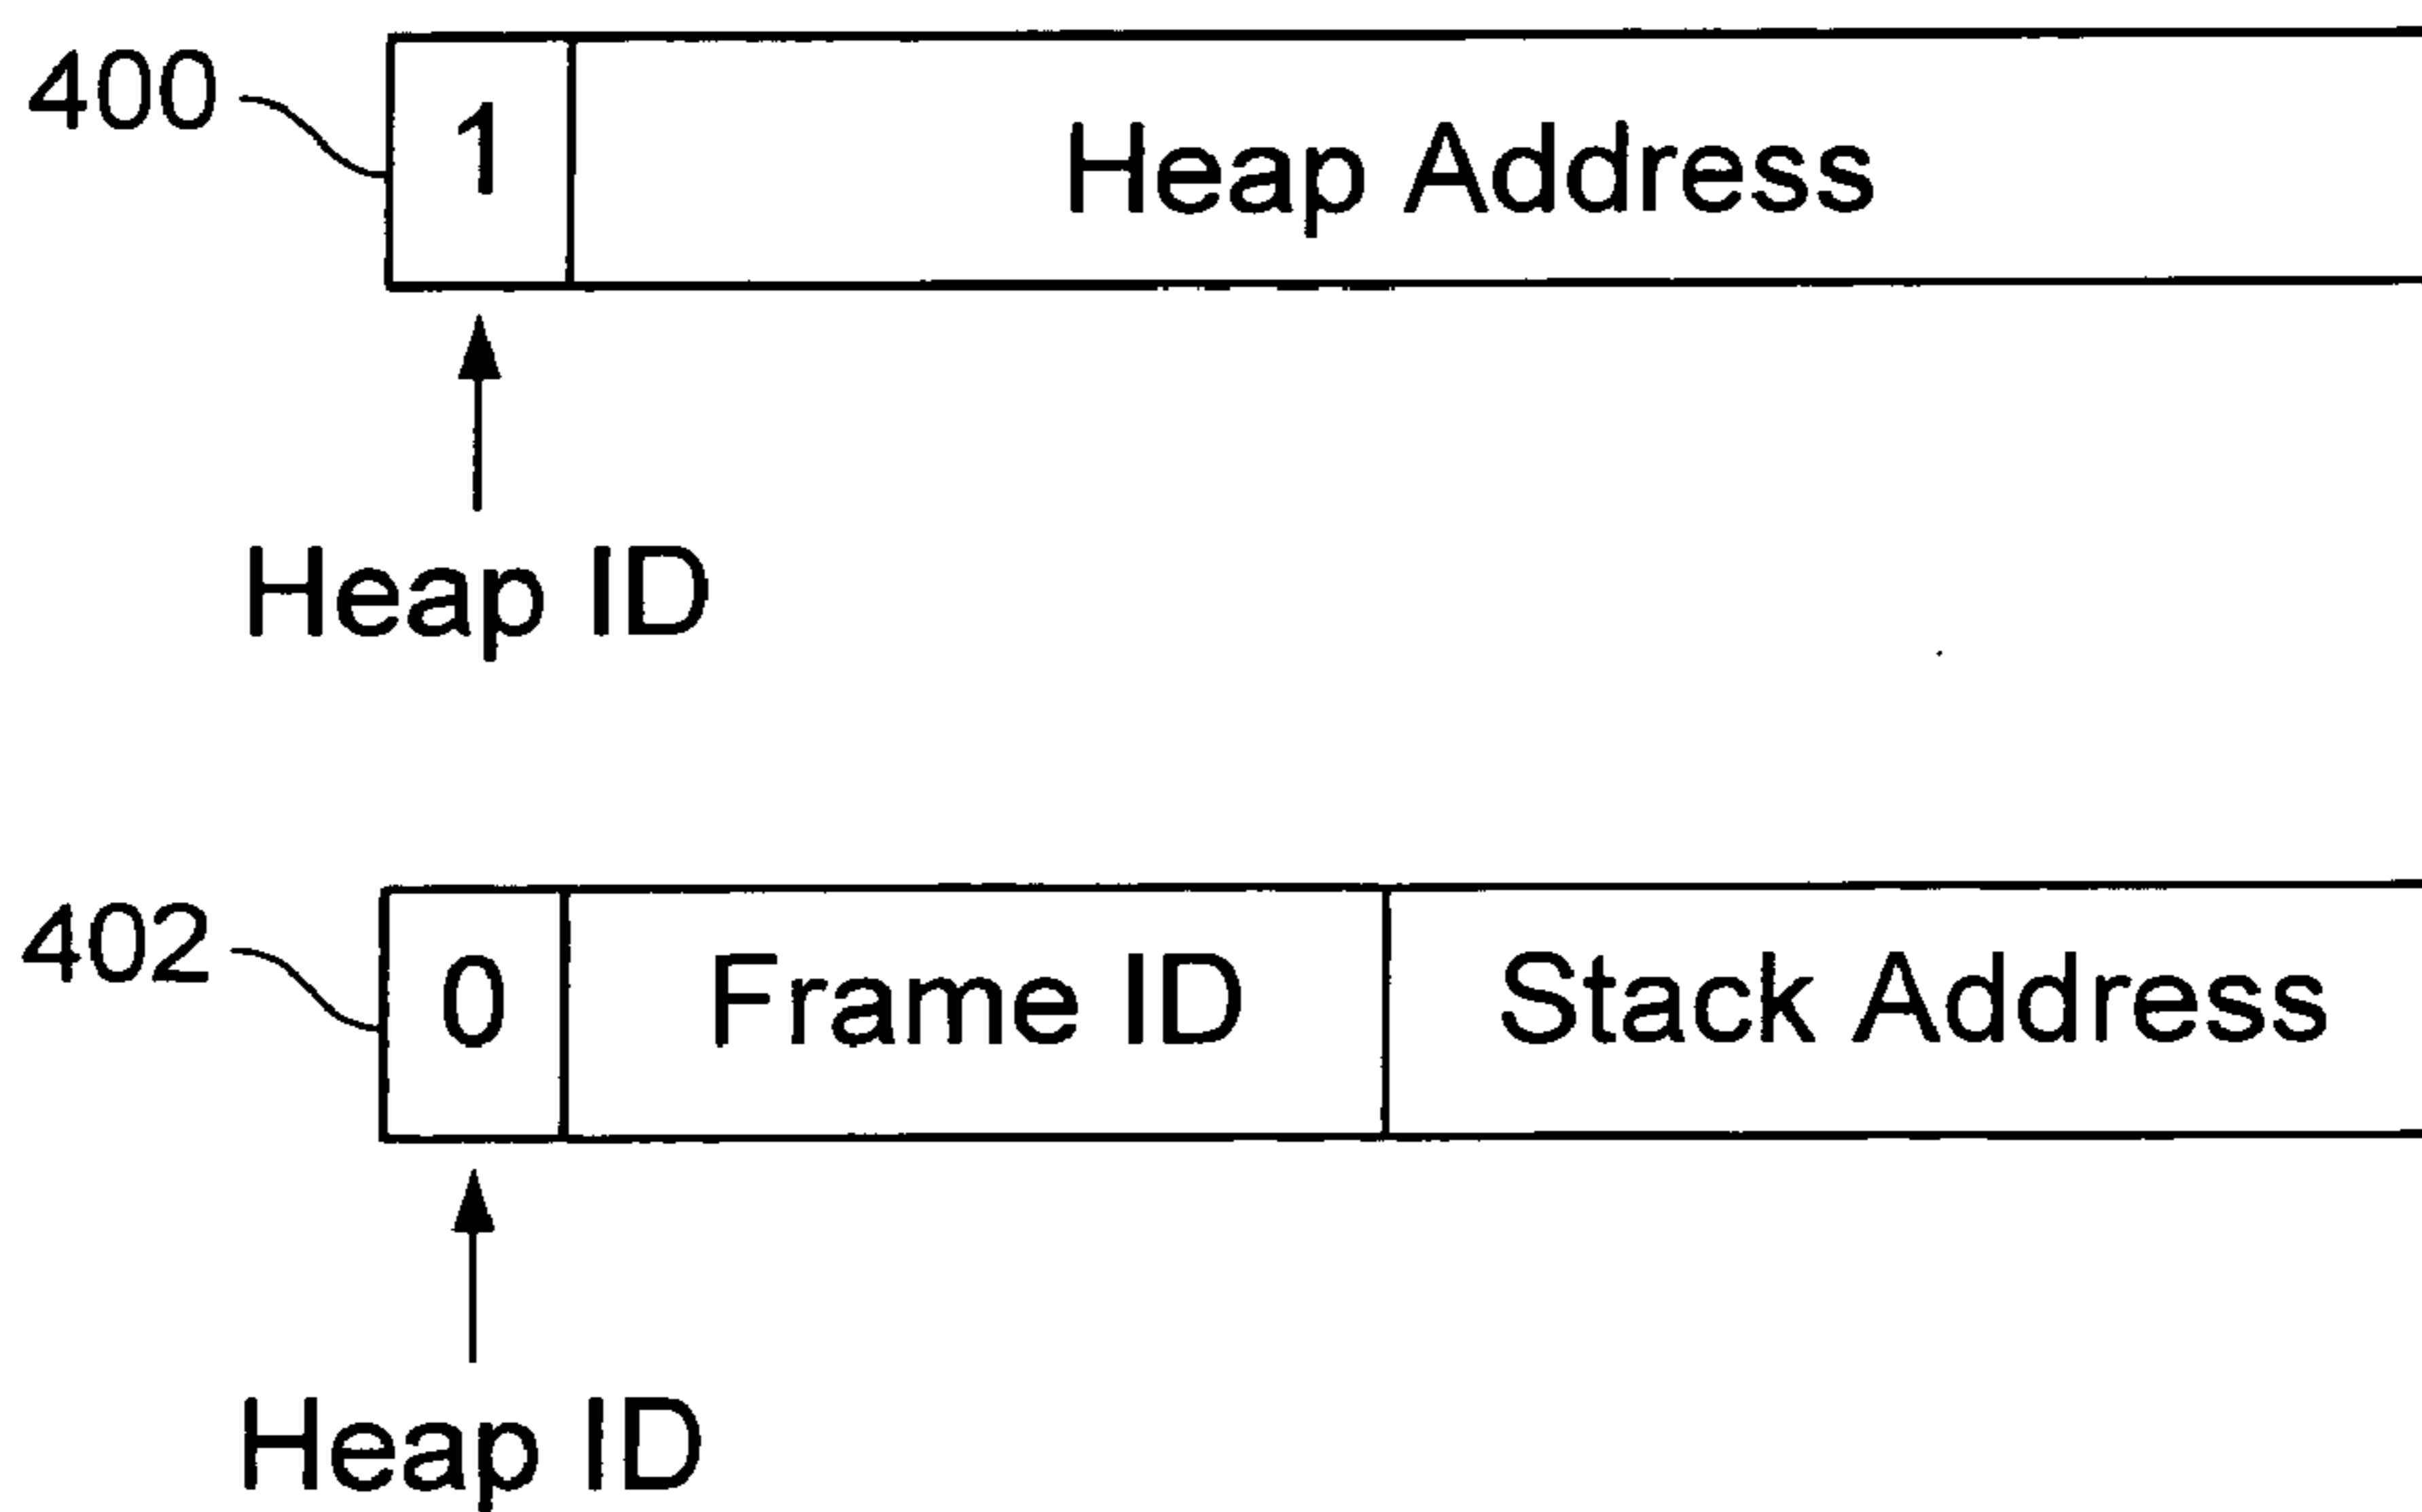 400
1
Heap Address
Heap ID
402
0
Frame ID
Stack Address
Heap ID